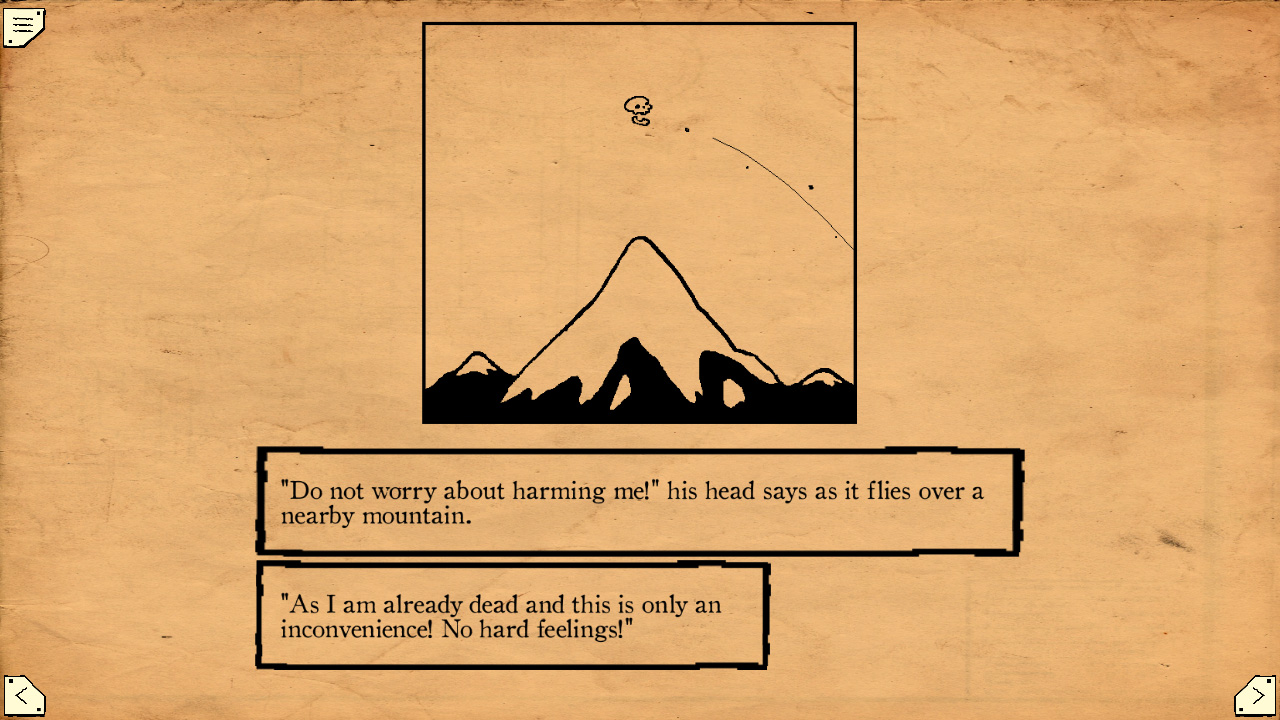 "Do not worry about harming me!" his head says as it flies over a
nearby mountain.
"As I am already dead and this is only an
inconvenience! No hard feelings!"